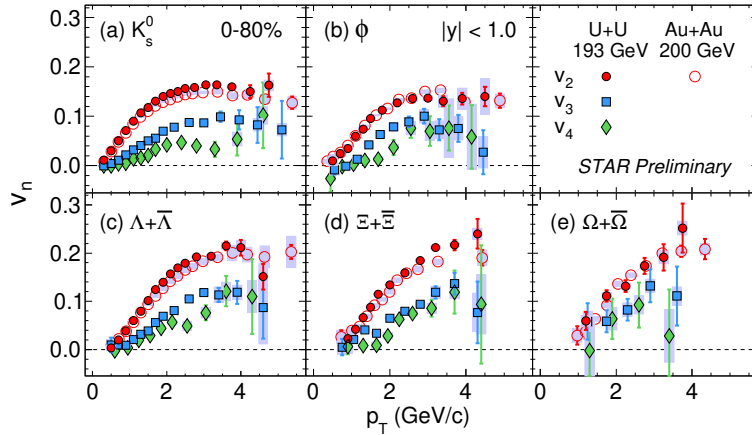 (a) K⁰ₛ 0-80%
(b) ϕ |y| < 1.0
U+U Au+Au
193 GeV 200 GeV
v₂
v₃
v₄
STAR Preliminary
0.3
0.2
0.1
0.0
vₙ
(c) Λ+Λ̅
(d) Ξ+Ξ̅
(e) Ω+Ω̅
0.3
0.2
0.1
0.0
0 2 4 0 2 4 2 4
p_T (GeV/c)